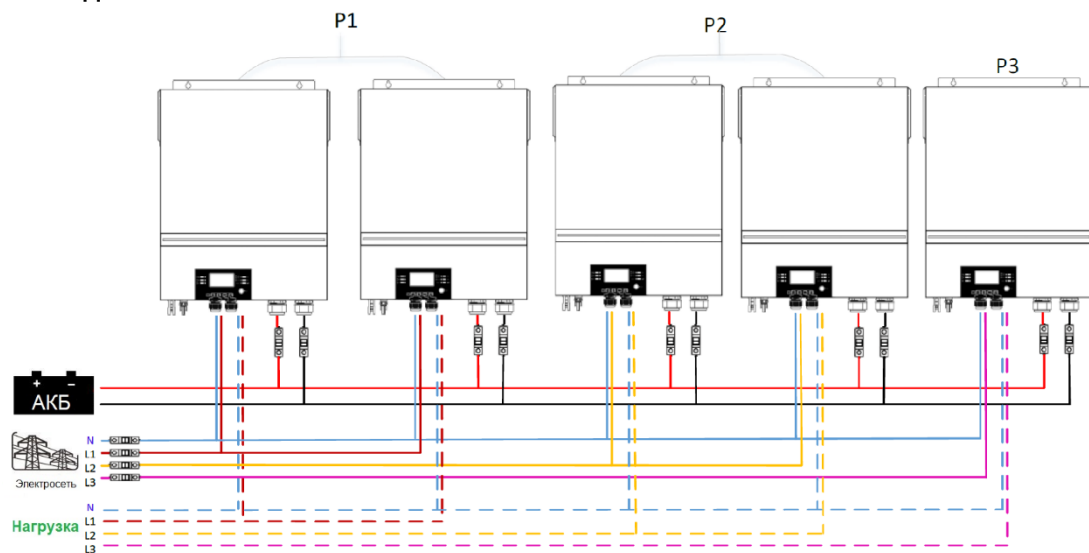 P1
P2
P3
+ −
АКБ
N
L1
L2
L3
Электросеть
N
Нагрузка
L1
L2
L3